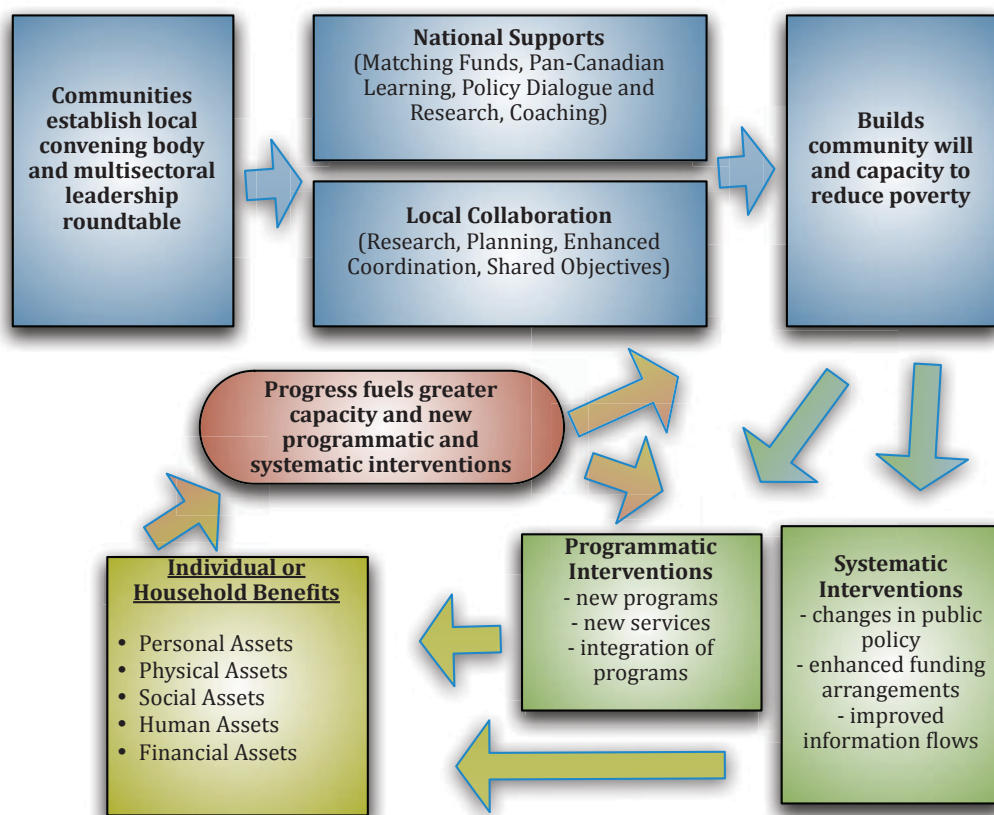 Communities
establish local
convening body
and multisectoral
leadership
roundtable
National Supports
(Matching Funds, Pan-Canadian
Learning, Policy Dialogue and
Research, Coaching)
Local Collaboration
(Research, Planning, Enhanced
Coordination, Shared Objectives)
Builds
community will
and capacity to
reduce poverty
Progress fuels greater
capacity and new
programmatic and
systematic interventions
Individual or
Household Benefits
• Personal Assets
• Physical Assets
• Social Assets
• Human Assets
• Financial Assets
Programmatic
Interventions
- new programs
- new services
- integration of
programs
Systematic
Interventions
- changes in public
policy
- enhanced funding
arrangements
- improved
information flows